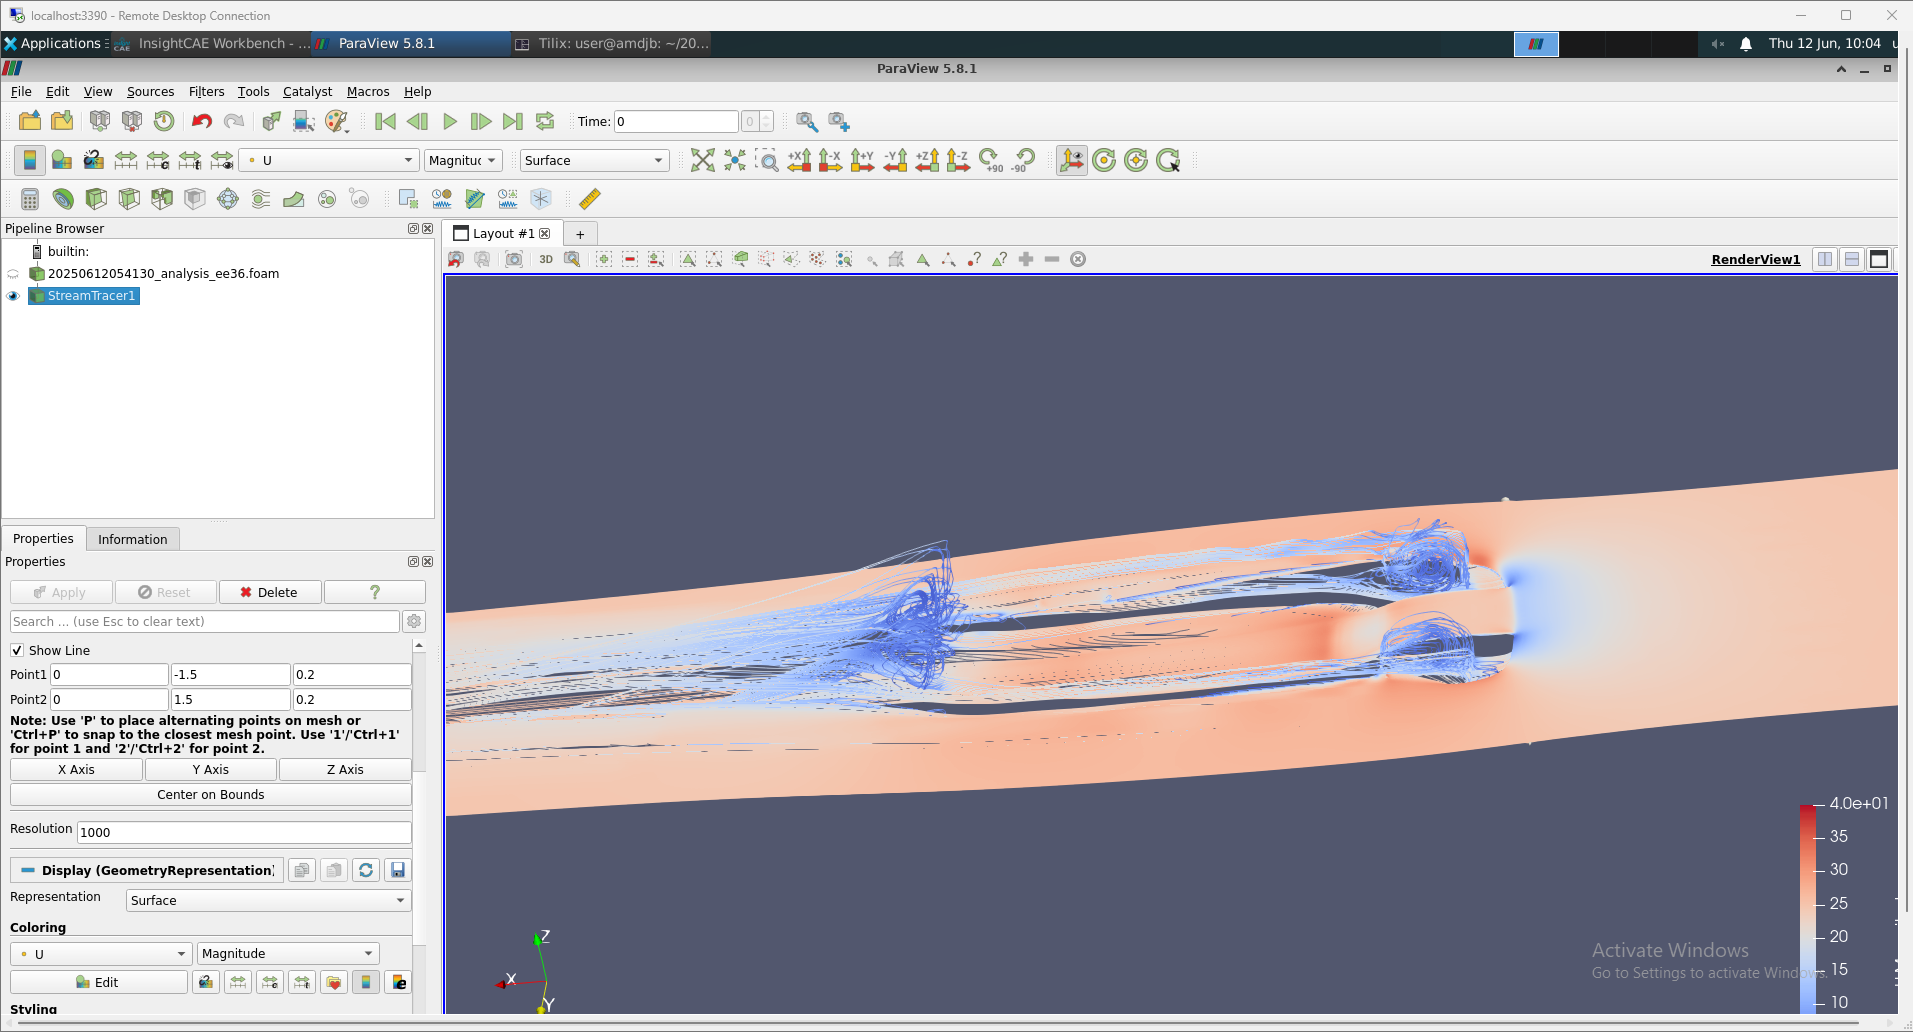 localhost:3390 - Remote Desktop Connection
Applications
InsightCAE Workbench - ...
ParaView 5.8.1
Tilix: user@amdjb: ~/20...
Thu 12 Jun, 10:04
u
ParaView 5.8.1
File Edit View Sources Filters Tools Catalyst Macros Help
Time: 0
0
U
Magnituc
Surface
+X -X +Y -Y +Z -Z +90 -90
Pipeline Browser
builtin:
20250612054130_analysis_ee36.foam
StreamTracer1
Layout #1
+
3D
RenderView1
Properties
Information
Properties
Apply
Reset
Delete
?
Search ... (use Esc to clear text)
Show Line
Point1 0 -1.5 0.2
Point2 0 1.5 0.2
Note: Use 'P' to place alternating points on mesh or
'Ctrl+P' to snap to the closest mesh point. Use '1'/'Ctrl+1'
for point 1 and '2'/'Ctrl+2' for point 2.
X Axis
Y Axis
Z Axis
Center on Bounds
Resolution 1000
Display (GeometryRepresentation)
Representation Surface
Coloring
U
Magnitude
Edit
Styling
Z
X
Y
4.0e+01
35
30
25
20
15
10
Activate Windows
Go to Settings to activate Windows.